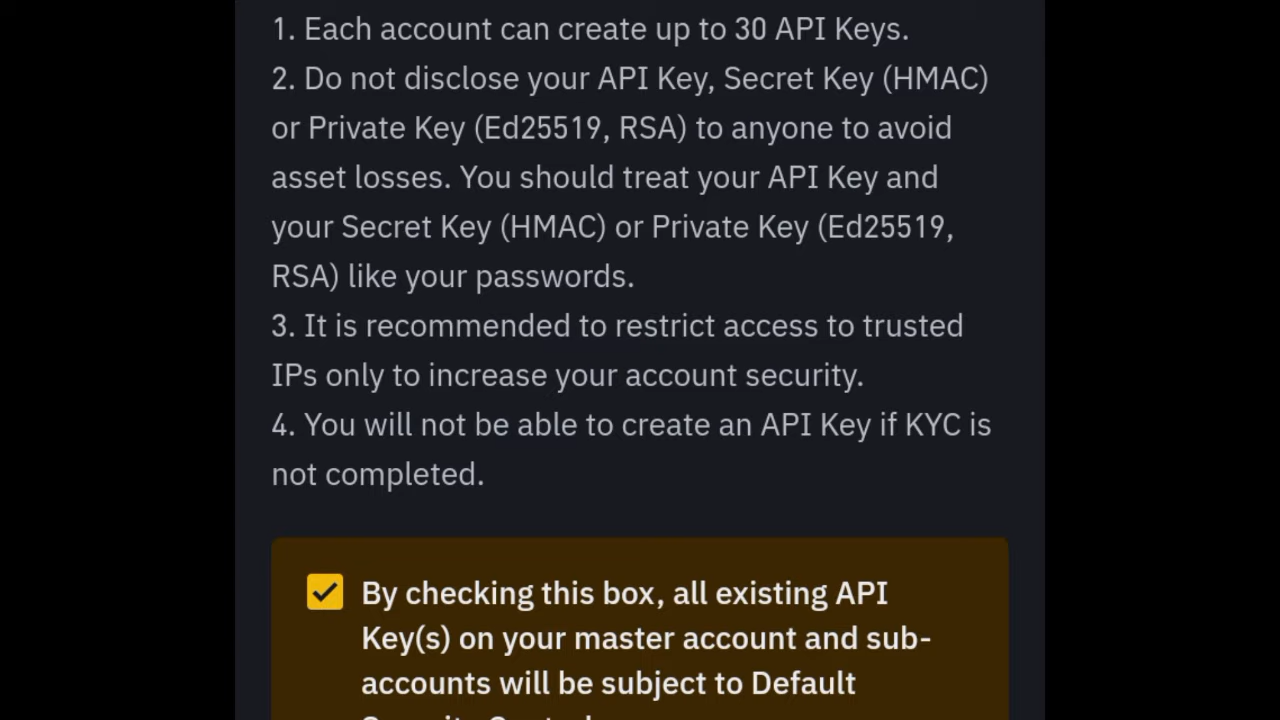 1. Each account can create up to 30 API Keys.
2. Do not disclose your API Key, Secret Key (HMAC)
or Private Key (Ed25519, RSA) to anyone to avoid
asset losses. You should treat your API Key and
your Secret Key (HMAC) or Private Key (Ed25519,
RSA) like your passwords.
3. It is recommended to restrict access to trusted
IPs only to increase your account security.
4. You will not be able to create an API Key if KYC is
not completed.
By checking this box, all existing API
Key(s) on your master account and sub-
accounts will be subject to Default